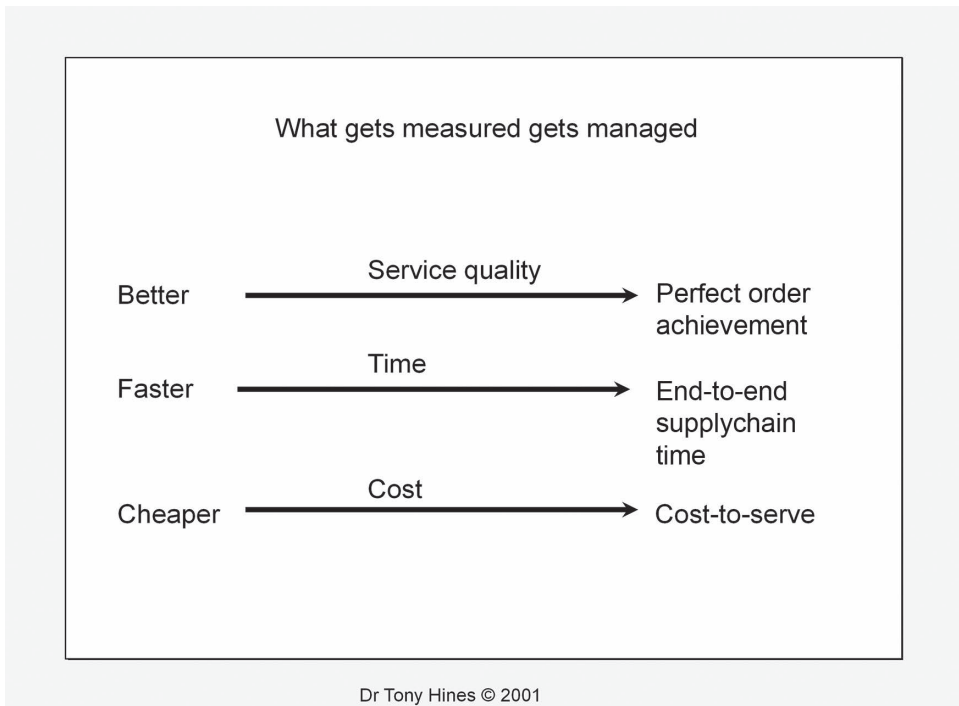 What gets measured gets managed
Service quality
Better
Perfect order
achievement
Time
Faster
End-to-end
supplychain
time
Cost
Cheaper
Cost-to-serve
Dr Tony Hines © 2001